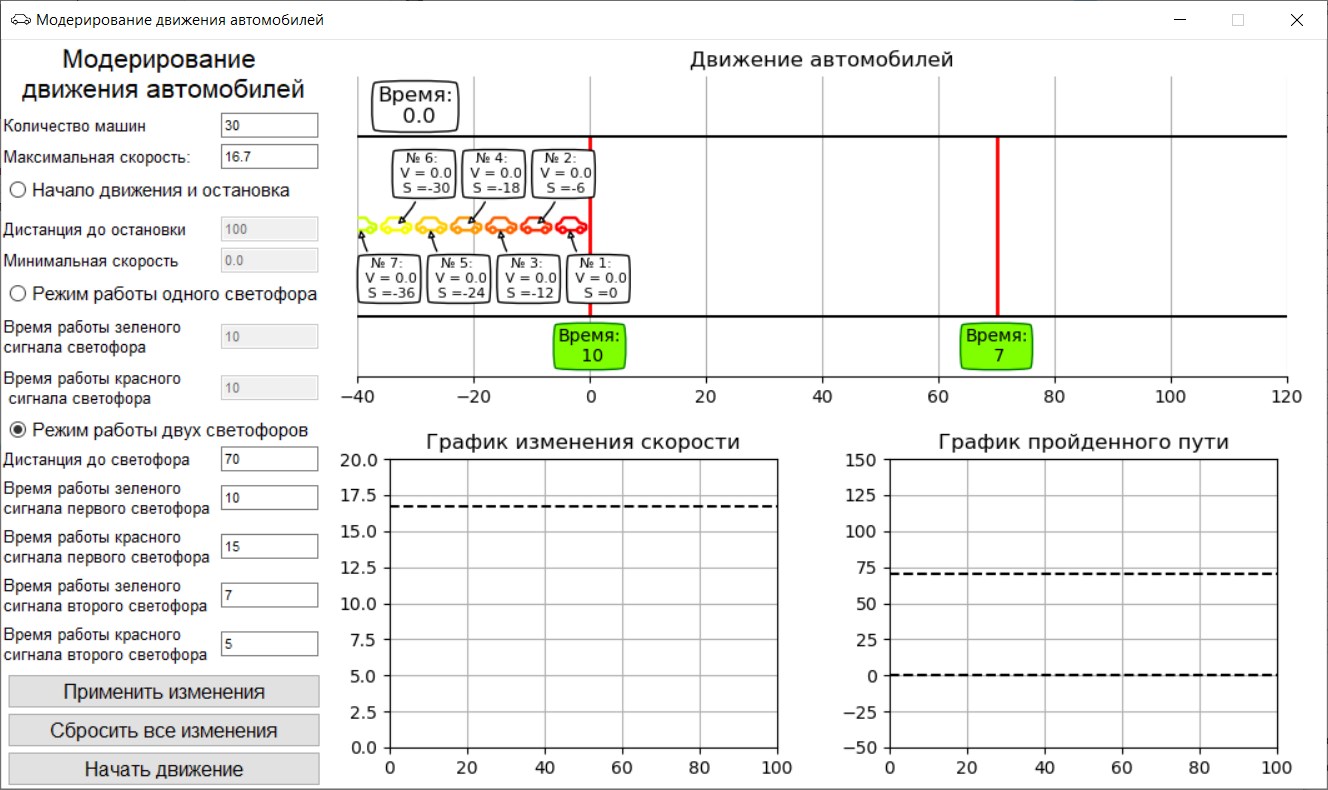 Модерирование движения автомобилей
Модерирование
движения автомобилей
Количество машин
30
Максимальная скорость:
16.7
Начало движения и остановка
Дистанция до остановки
100
Минимальная скорость
0.0
Режим работы одного светофора
Время работы зеленого
сигнала светофора
10
Время работы красного
сигнала светофора
10
Режим работы двух светофоров
Дистанция до светофора
70
Время работы зеленого
сигнала первого светофора
10
Время работы красного
сигнала первого светофора
15
Время работы зеленого
сигнала второго светофора
7
Время работы красного
сигнала второго светофора
5
Применить изменения
Сбросить все изменения
Начать движение
Движение автомобилей
Время:
0.0
№ 6:
V = 0.0
S =-30
№ 4:
V = 0.0
S =-18
№ 2:
V = 0.0
S =-6
№ 7:
V = 0.0
S =-36
№ 5:
V = 0.0
S =-24
№ 3:
V = 0.0
S =-12
№ 1:
V = 0.0
S =0
Время:
10
Время:
7
−40 −20 0 20 40 60 80 100 120
График изменения скорости
20.0
17.5
15.0
12.5
10.0
7.5
5.0
2.5
0.0
0 20 40 60 80 100
График пройденного пути
150
125
100
75
50
25
0
−25
−50
0 20 40 60 80 100